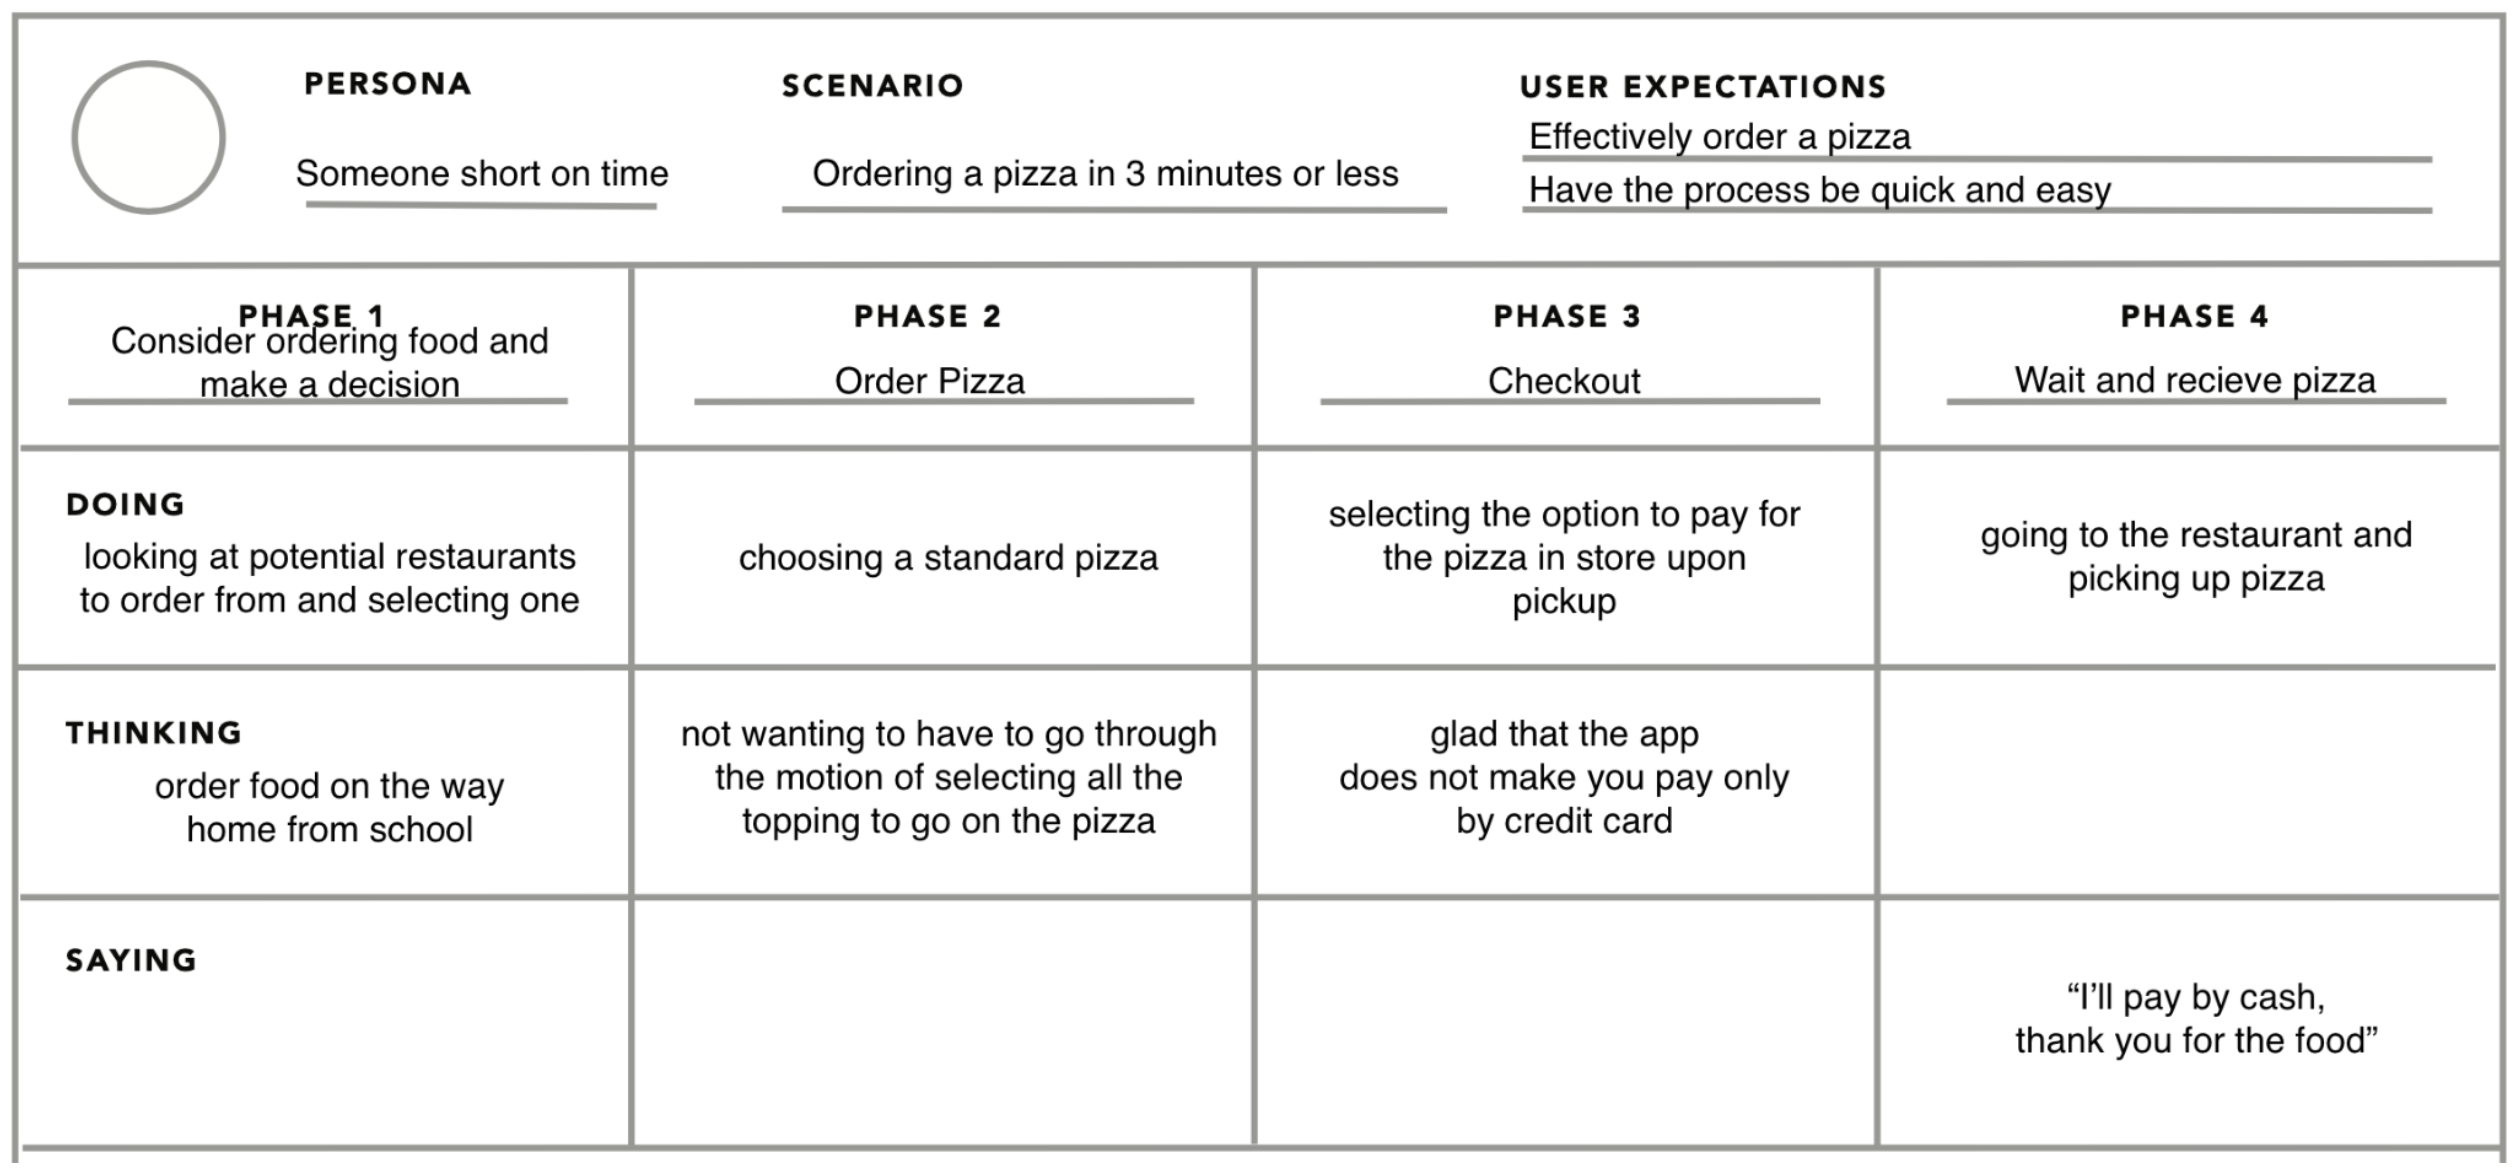 PERSONA
Someone short on time
SCENARIO
Ordering a pizza in 3 minutes or less
USER EXPECTATIONS
Effectively order a pizza
Have the process be quick and easy
PHASE 1
Consider ordering food and
make a decision
PHASE 2
Order Pizza
PHASE 3
Checkout
PHASE 4
Wait and recieve pizza
DOING
looking at potential restaurants
to order from and selecting one
choosing a standard pizza
selecting the option to pay for
the pizza in store upon
pickup
going to the restaurant and
picking up pizza
THINKING
order food on the way
home from school
not wanting to have to go through
the motion of selecting all the
topping to go on the pizza
glad that the app
does not make you pay only
by credit card
SAYING
“I’ll pay by cash,
thank you for the food”